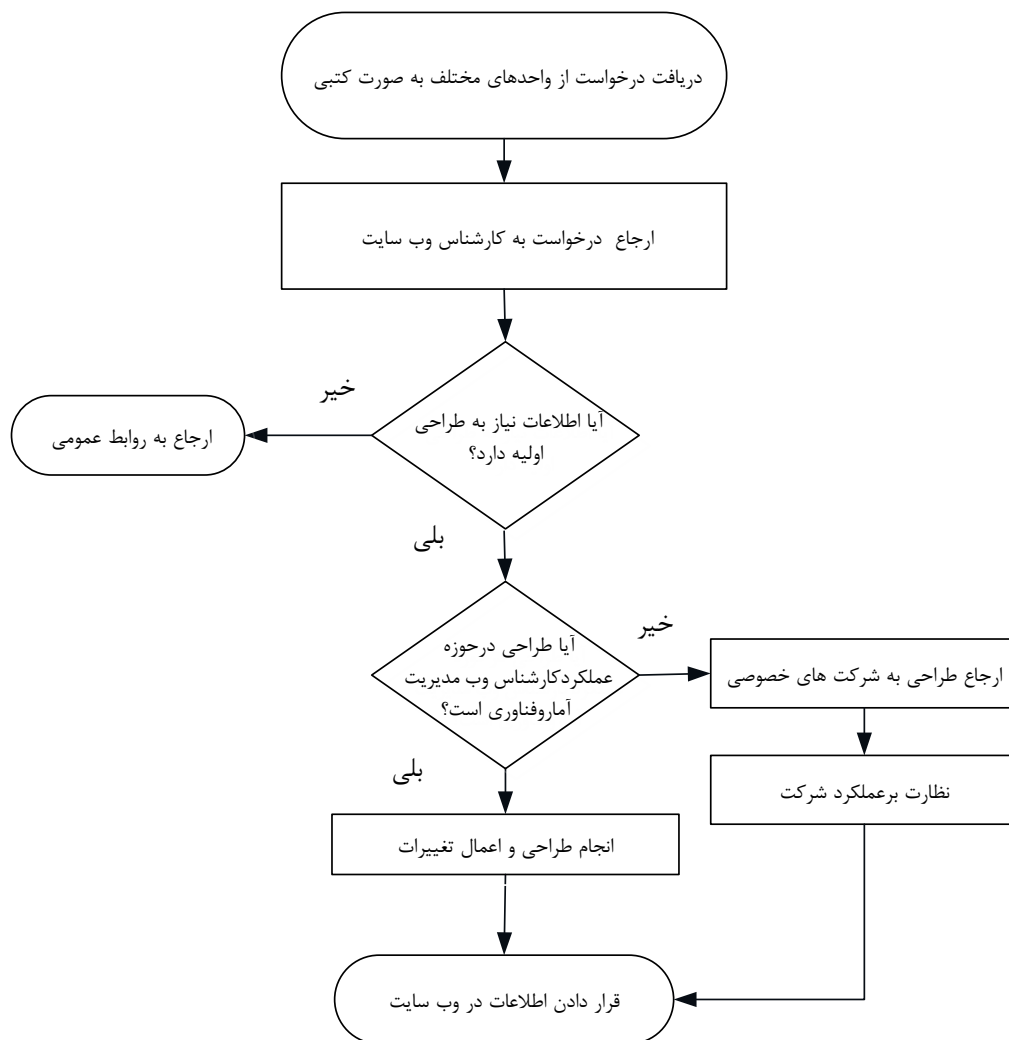 دریافت درخواست از واحدهای مختلف به صورت کتبی
ارجاع درخواست به کارشناس وب سایت
آیا اطلاعات نیاز به طراحی
اولیه دارد؟
خیر
ارجاع به روابط عمومی
بلی
آیا طراحی درحوزه
عملکردکارشناس وب مدیریت
آماروفناوری است؟
خیر
ارجاع طراحی به شرکت های خصوصی
نظارت برعملکرد شرکت
بلی
انجام طراحی و اعمال تغییرات
قرار دادن اطلاعات در وب سایت